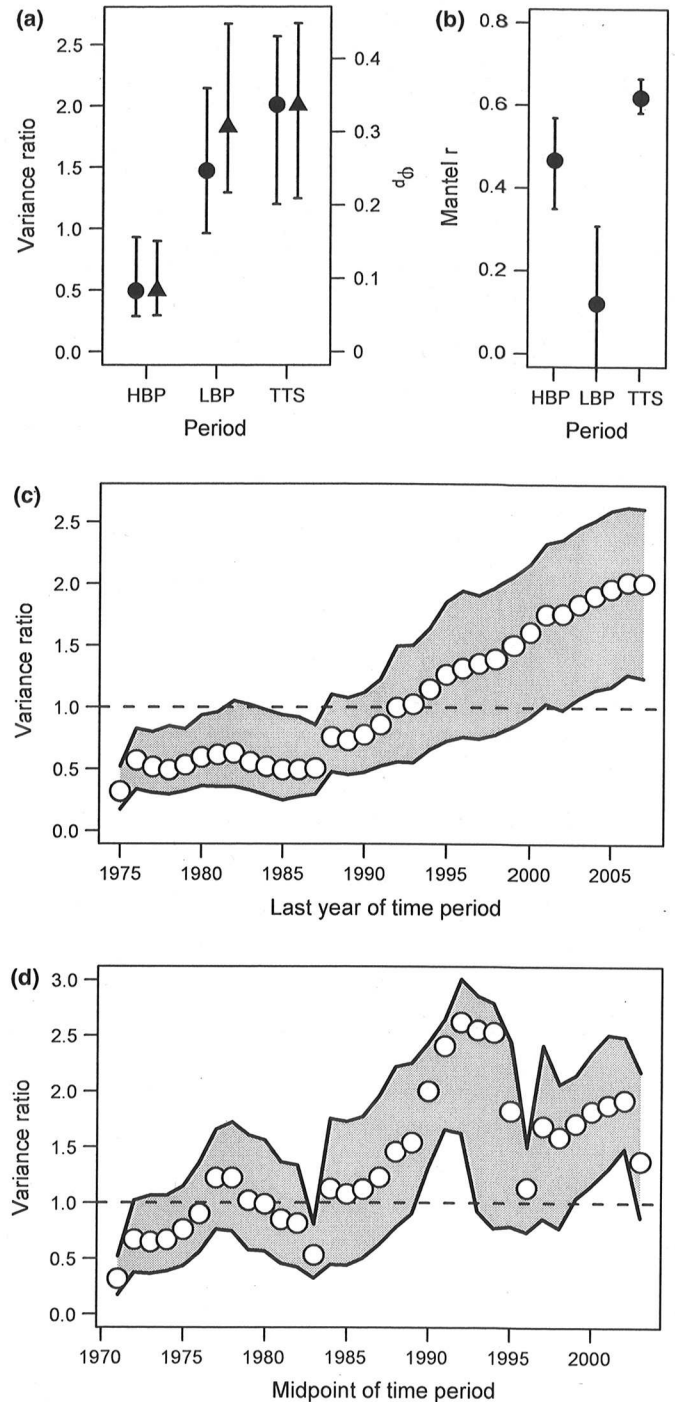 (a)
2.5
2.0
1.5
1.0
0.5
0.0
Variance ratio
0.4
0.3
0.2
0.1
0
φp
HBP LBP TTS
Period
(b)
0.8
0.6
0.4
0.2
0.0
Mantel r
HBP LBP TTS
Period
(c)
2.5
2.0
1.5
1.0
0.5
0.0
Variance ratio
1975 1980 1985 1990 1995 2000 2005
Last year of time period
(d)
3.0
2.5
2.0
1.5
1.0
0.5
0.0
Variance ratio
1970 1975 1980 1985 1990 1995 2000
Midpoint of time period